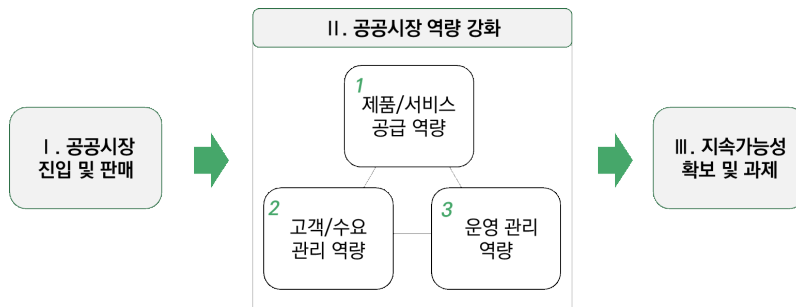 Ⅱ. 공공시장 역량 강화
Ⅰ. 공공시장
진입 및 판매
1
제품/서비스
공급 역량
2
고객/수요
관리 역량
3
운영 관리
역량
Ⅲ. 지속가능성
확보 및 과제